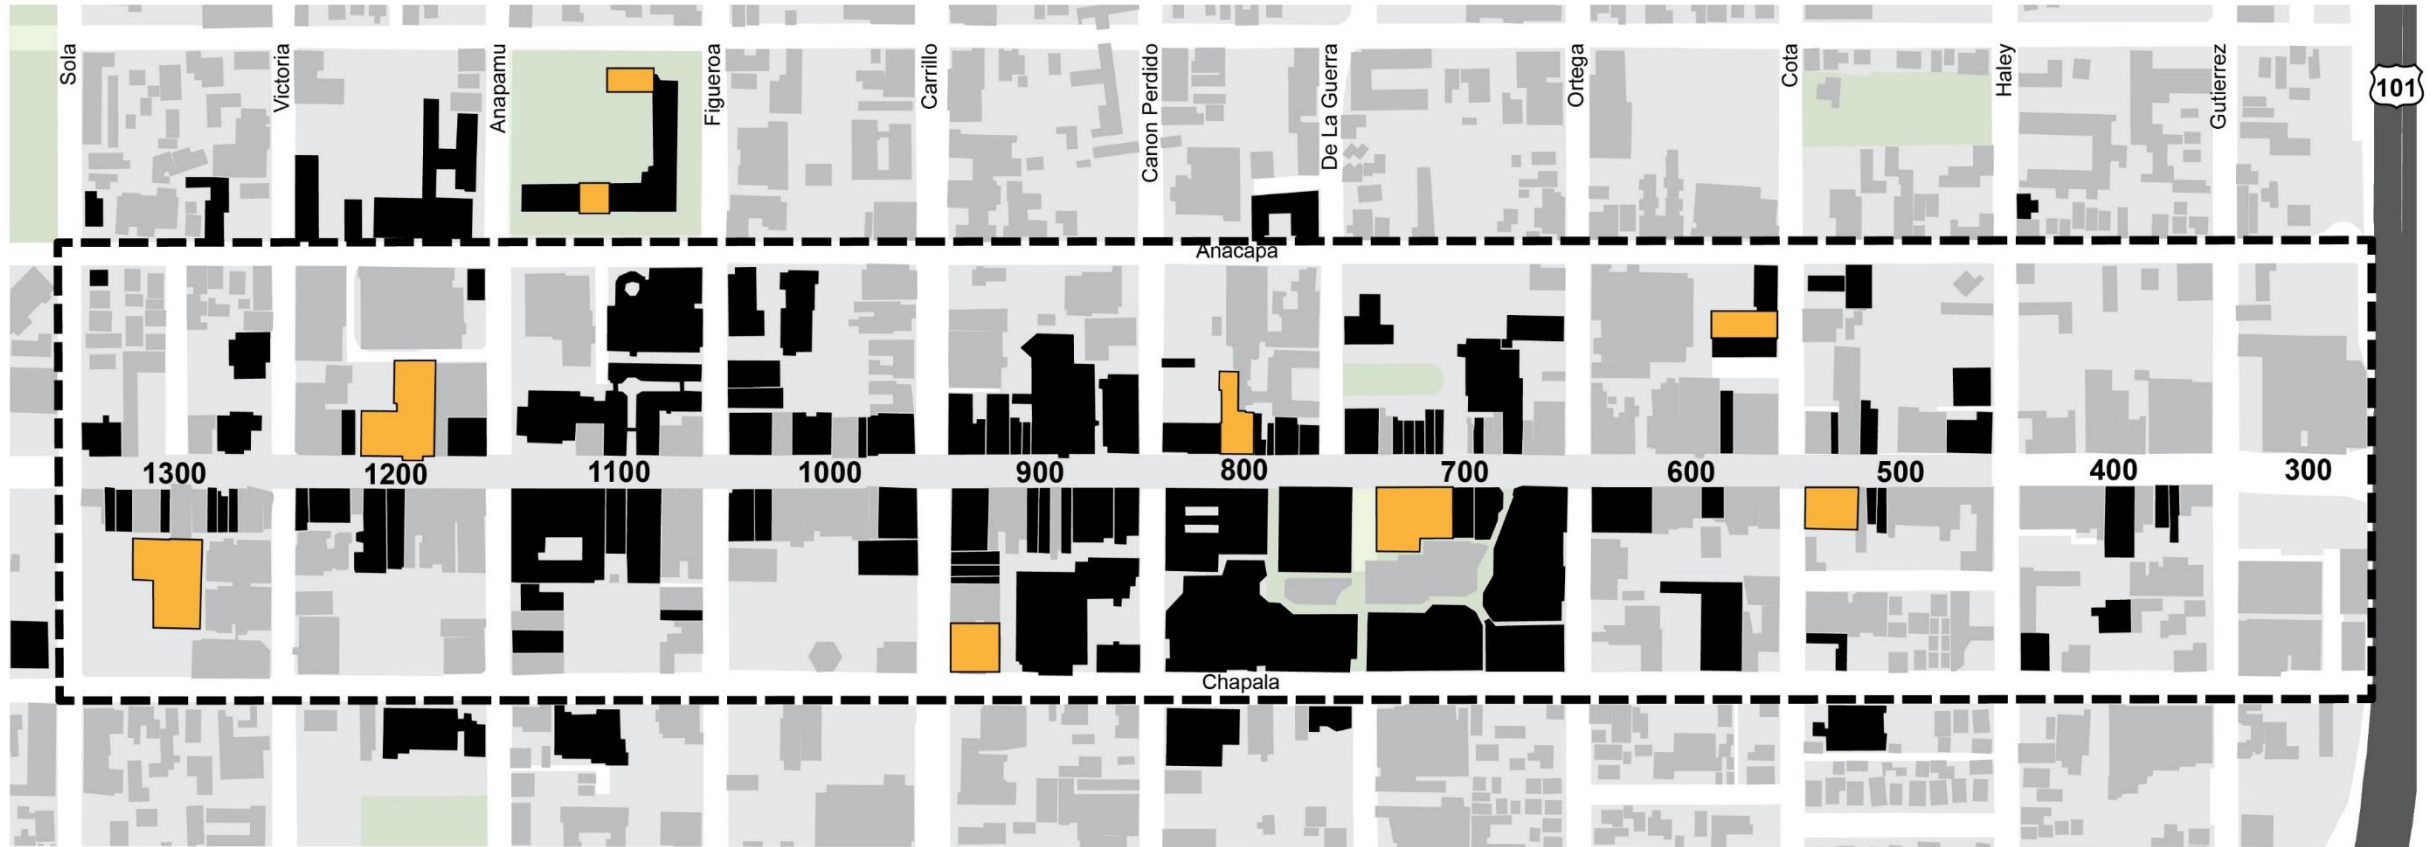 Sola
Victoria
Anapamu
Figueroa
Carrillo
Canon Perdido
De La Guerra
Ortega
Cota
Haley
Gutierrez
101
Anacapa
1300
1200
1100
1000
900
800
700
600
500
400
300
Chapala